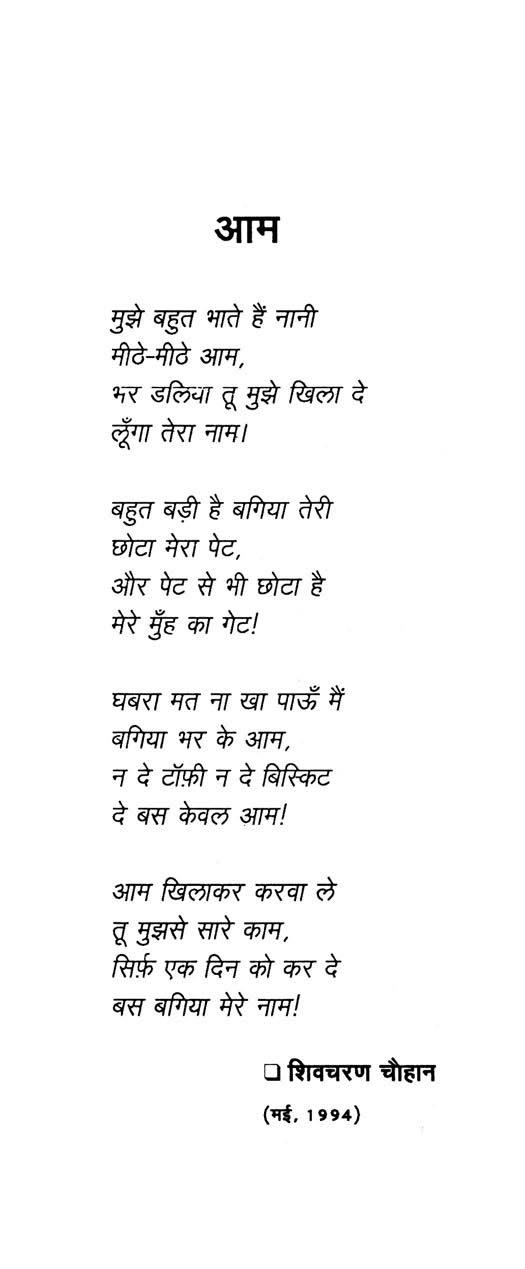 आम
मुझे बहुत भाते हैं नानी
मीठे-मीठे आम,
भर डलिया तू मुझे खिला दे
लूँगा तेरा नाम।
बहुत बड़ी है बगिया तेरी
छोटा मेरा पेट,
और पेट से भी छोटा है
मेरे मुँह का गेट!
घबरा मत ना खा पाऊँ मैं
बगिया भर के आम,
न दे टॉफ़ी न दे बिस्किट
दे बस केवल आम!
आम खिलाकर करवा ले
तू मुझसे सारे काम,
सिर्फ़ एक दिन को कर दे
बस बगिया मेरे नाम!
❑ शिवचरण चौहान
(मई, 1994)